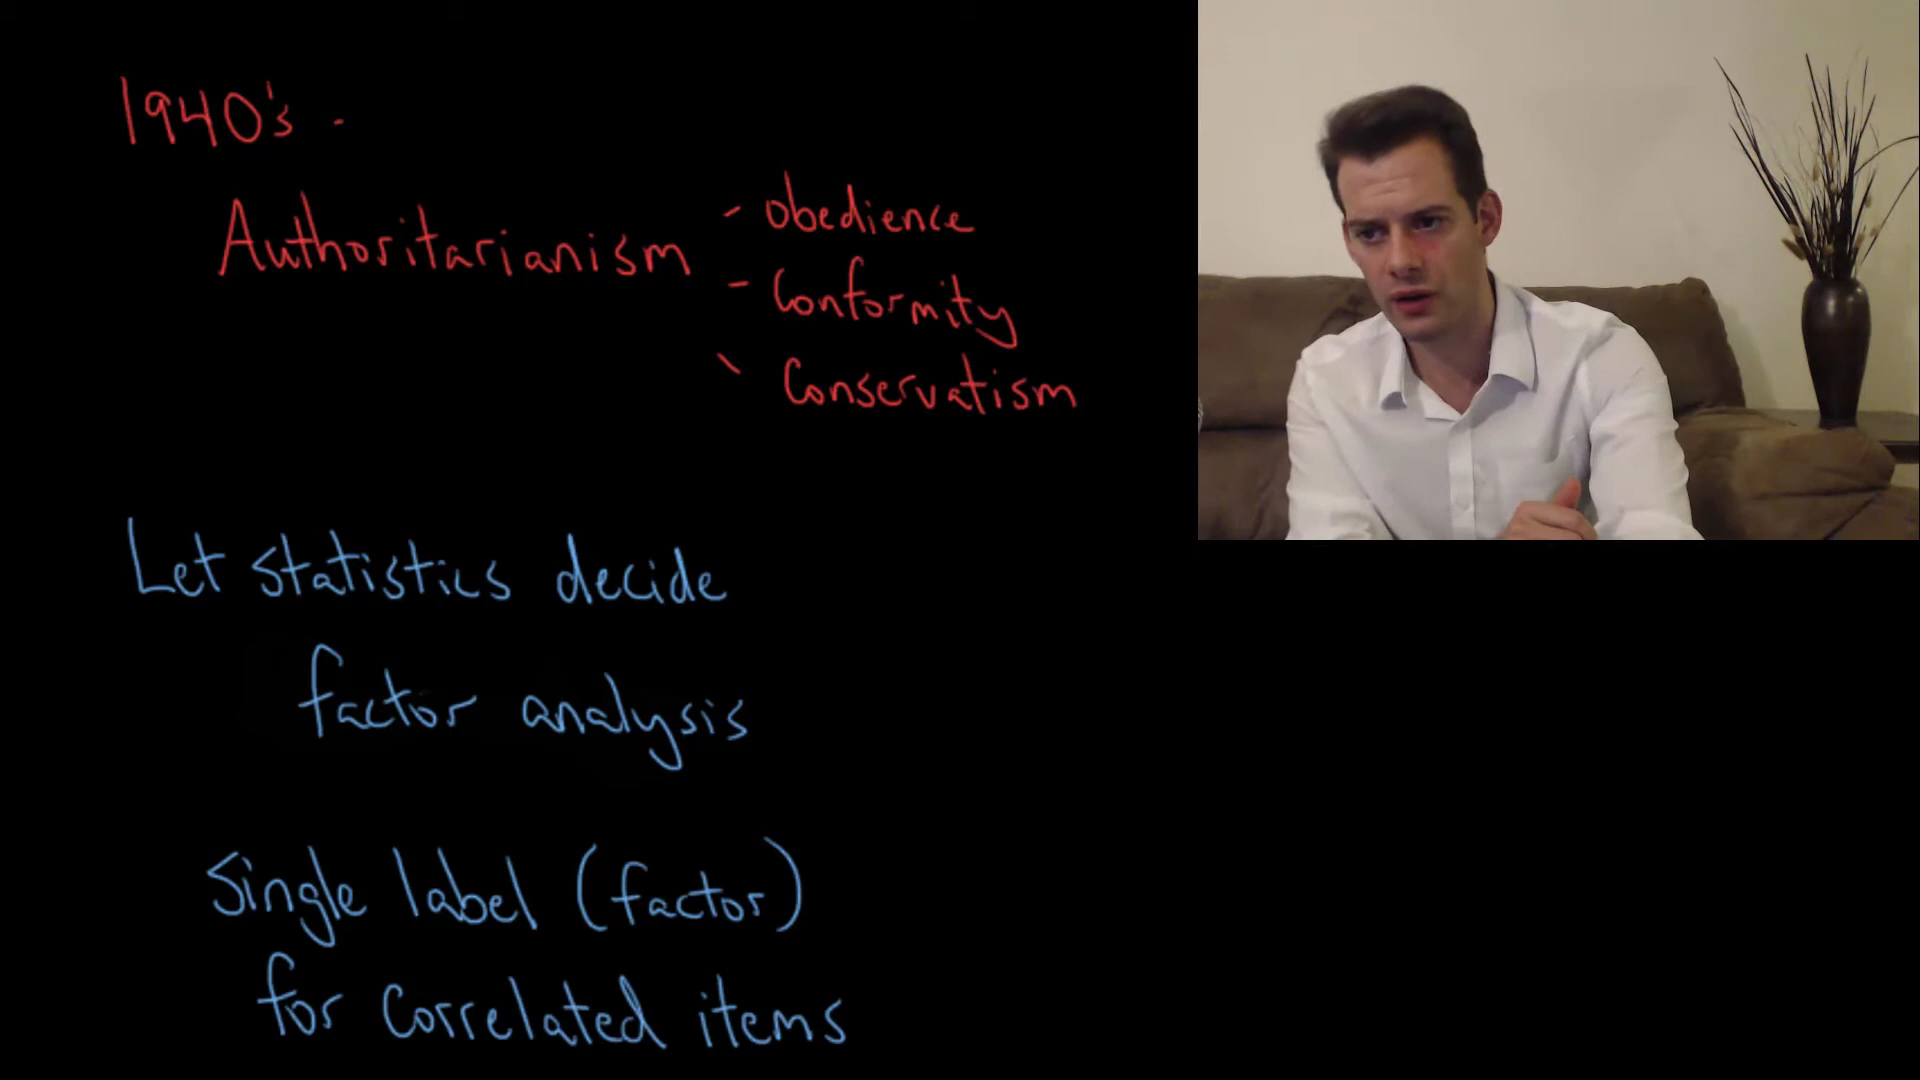 1940's -
Authoritarianism
- obedience
- Conformity
- Conservatism
Let statistics decide
factor analysis
Single label (factor)
for correlated items